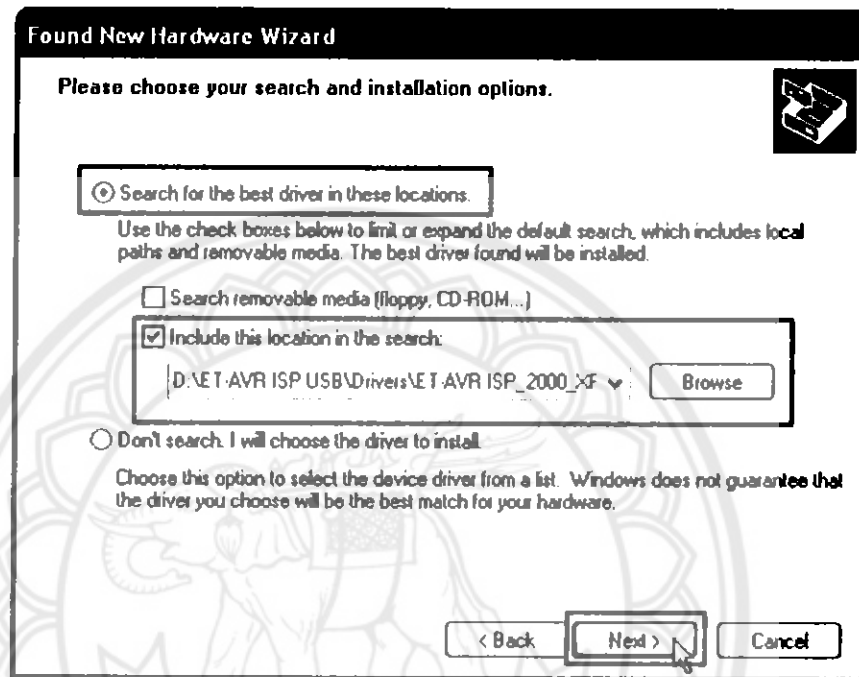 Found New Hardware Wizard
Please choose your search and installation options.
Search for the best driver in these locations.
Use the check boxes below to limit or expand the default search, which includes local
paths and removable media. The best driver found will be installed.
Search removable media (floppy, CD-ROM...)
Include this location in the search:
D:\ET-AVR ISP USB\Drivers\ET-AVR ISP_2000_XF
Browse
Don't search. I will choose the driver to install.
Choose this option to select the device driver from a list. Windows does not guarantee that
the driver you choose will be the best match for your hardware.
< Back
Next >
Cancel